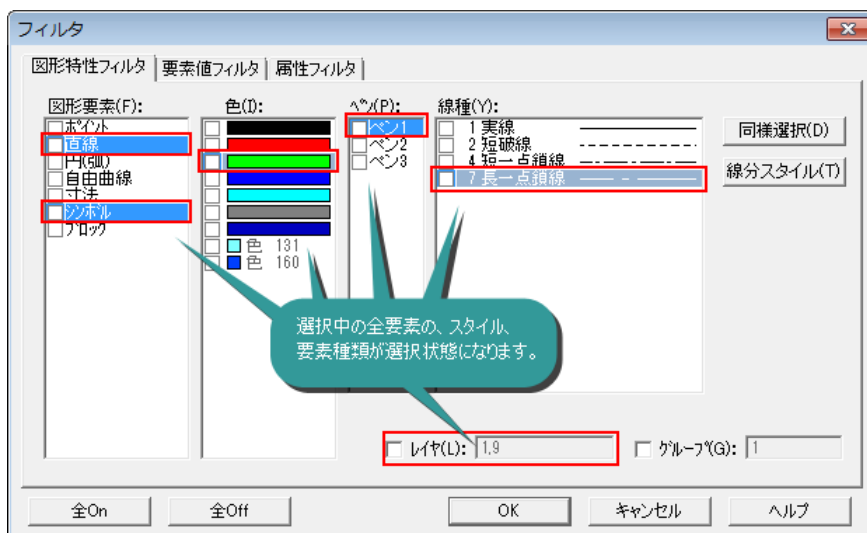 フィルタ
図形特性フィルタ 要素値フィルタ 属性フィルタ
図形要素(F):
ポイント
直線
円(弧)
自由曲線
寸法
シンボル
ブロック
色(I):
色 131
色 160
ペン(P):
ペン1
ペン2
ペン3
線種(Y):
1 実線
2 短破線
4 短一点鎖線
7 長一点鎖線
同様選択(D)
線分スタイル(T)
選択中の全要素の、スタイル、
要素種類が選択状態になります。
レイヤ(L): 1,9 グループ(G): 1
全On 全Off OK キャンセル ヘルプ